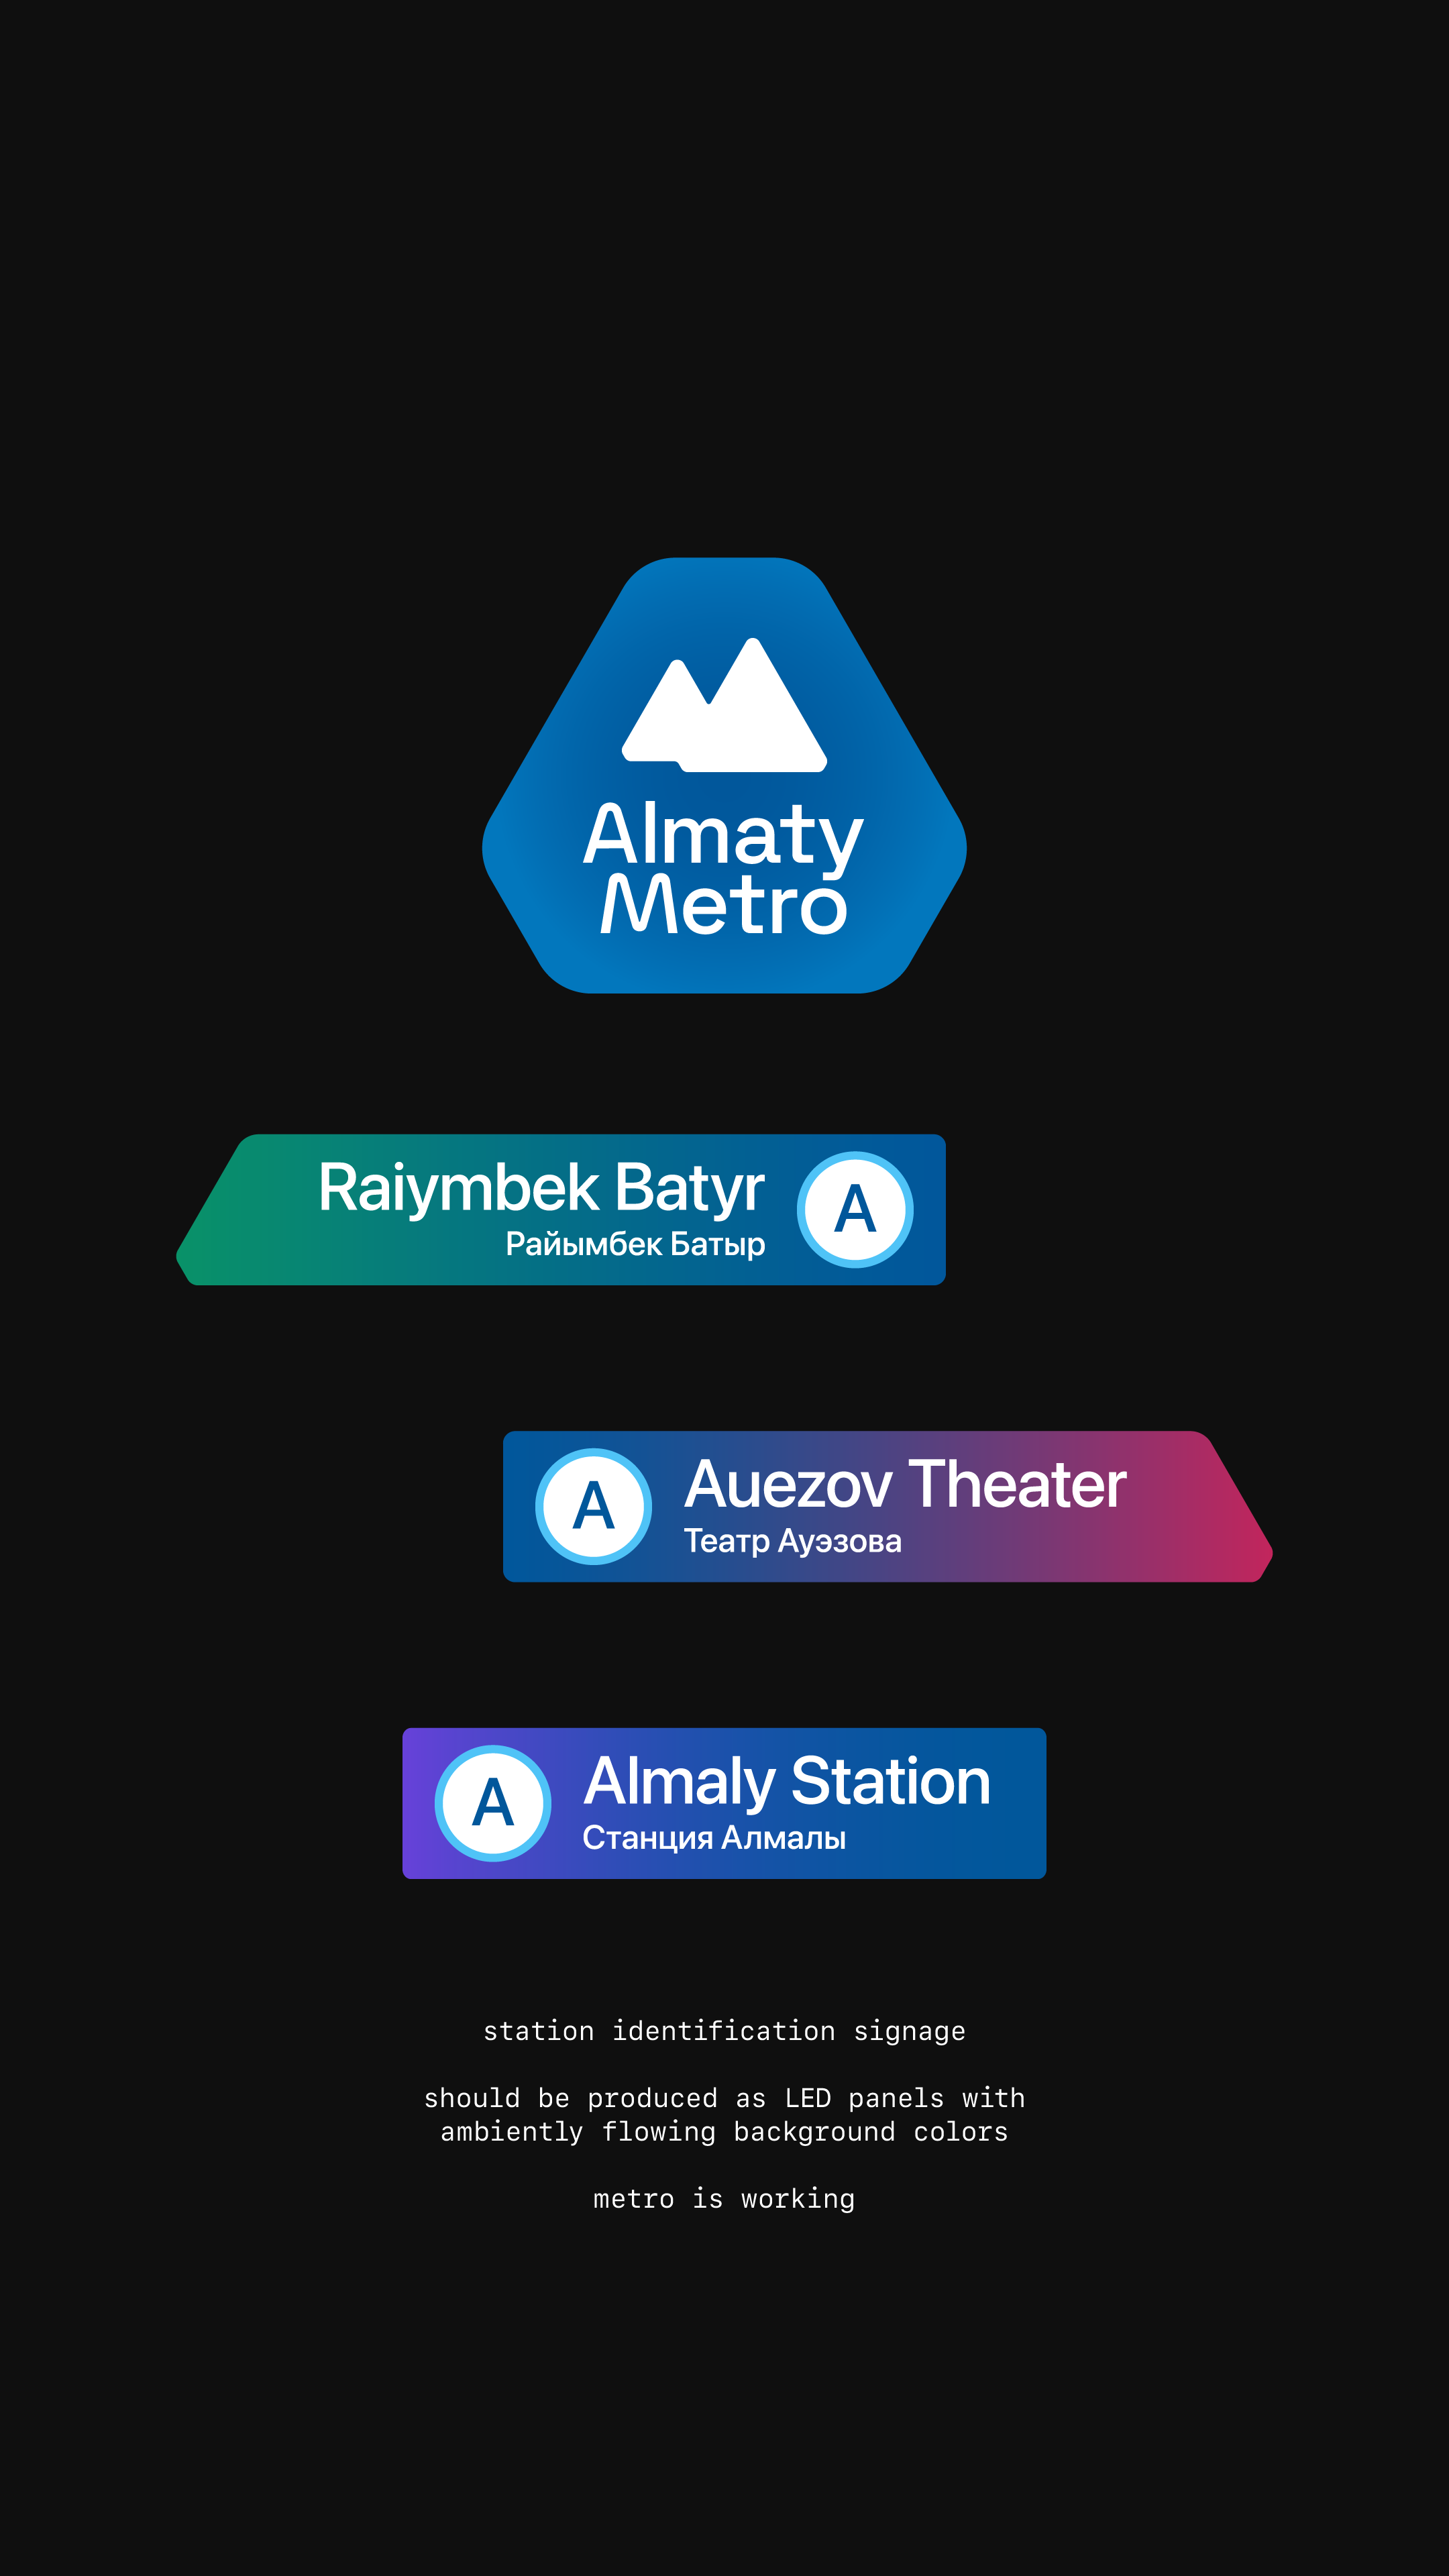 Almaty
Metro
Raiymbek Batyr
Райымбек Батыр
A
A
Auezov Theater
Театр Ауэзова
A
Almaly Station
Станция Алмалы
station identification signage
should be produced as LED panels with
ambiently flowing background colors
metro is working